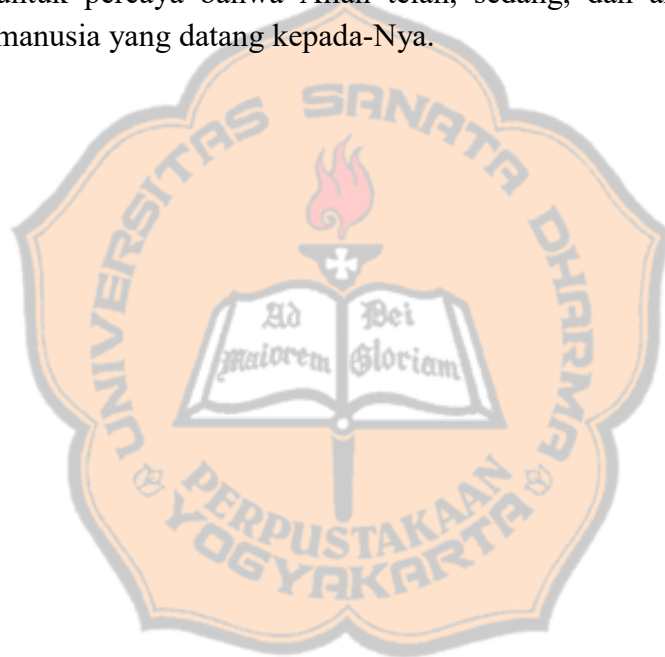 untuk percaya bahwa Allah telah, sedang, dan
manusia yang datang kepada-Nya.
UNIVERSITAS SANATA DHARMA
Ad Dei
Maiorem Gloriam
PERPUSTAKAAN
YOGYAKARTA